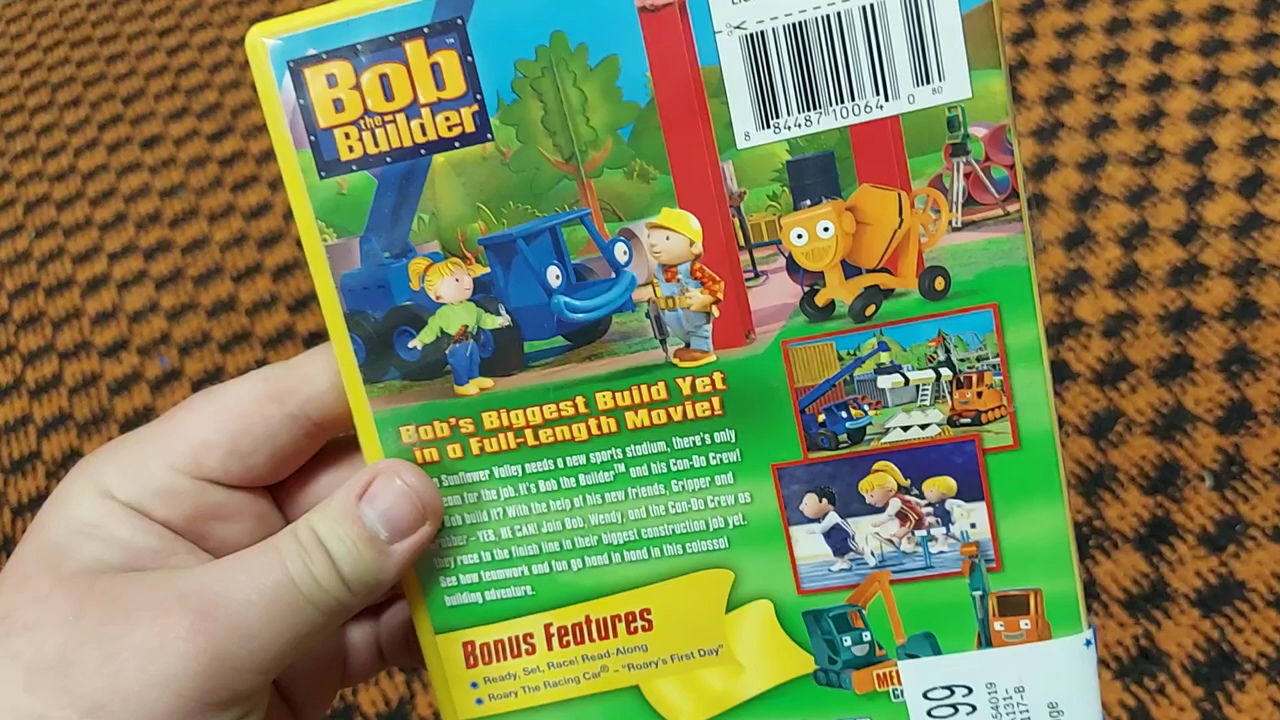 Bob
the
Builder™
8 84487 10064 0 80
Bob's Biggest Build Yet
in a Full-Length Movie!
Sunflower Valley needs a new sports stadium, there's only
for the job. It's Bob the Builder™ and his Can-Do Crew!
Bob build it? With the help of his new friends, Gripper and
– YES, HE CAN! Join Bob, Wendy, and the Can-Do Crew as
they race to the finish line in their biggest construction job yet.
See how teamwork and fun go hand in hand in this colossal
building adventure.
Bonus Features
• Ready, Set, Race! Read-Along
• Roary The Racing Car® – "Roary's First Day"
99
54019
A131-
117-B